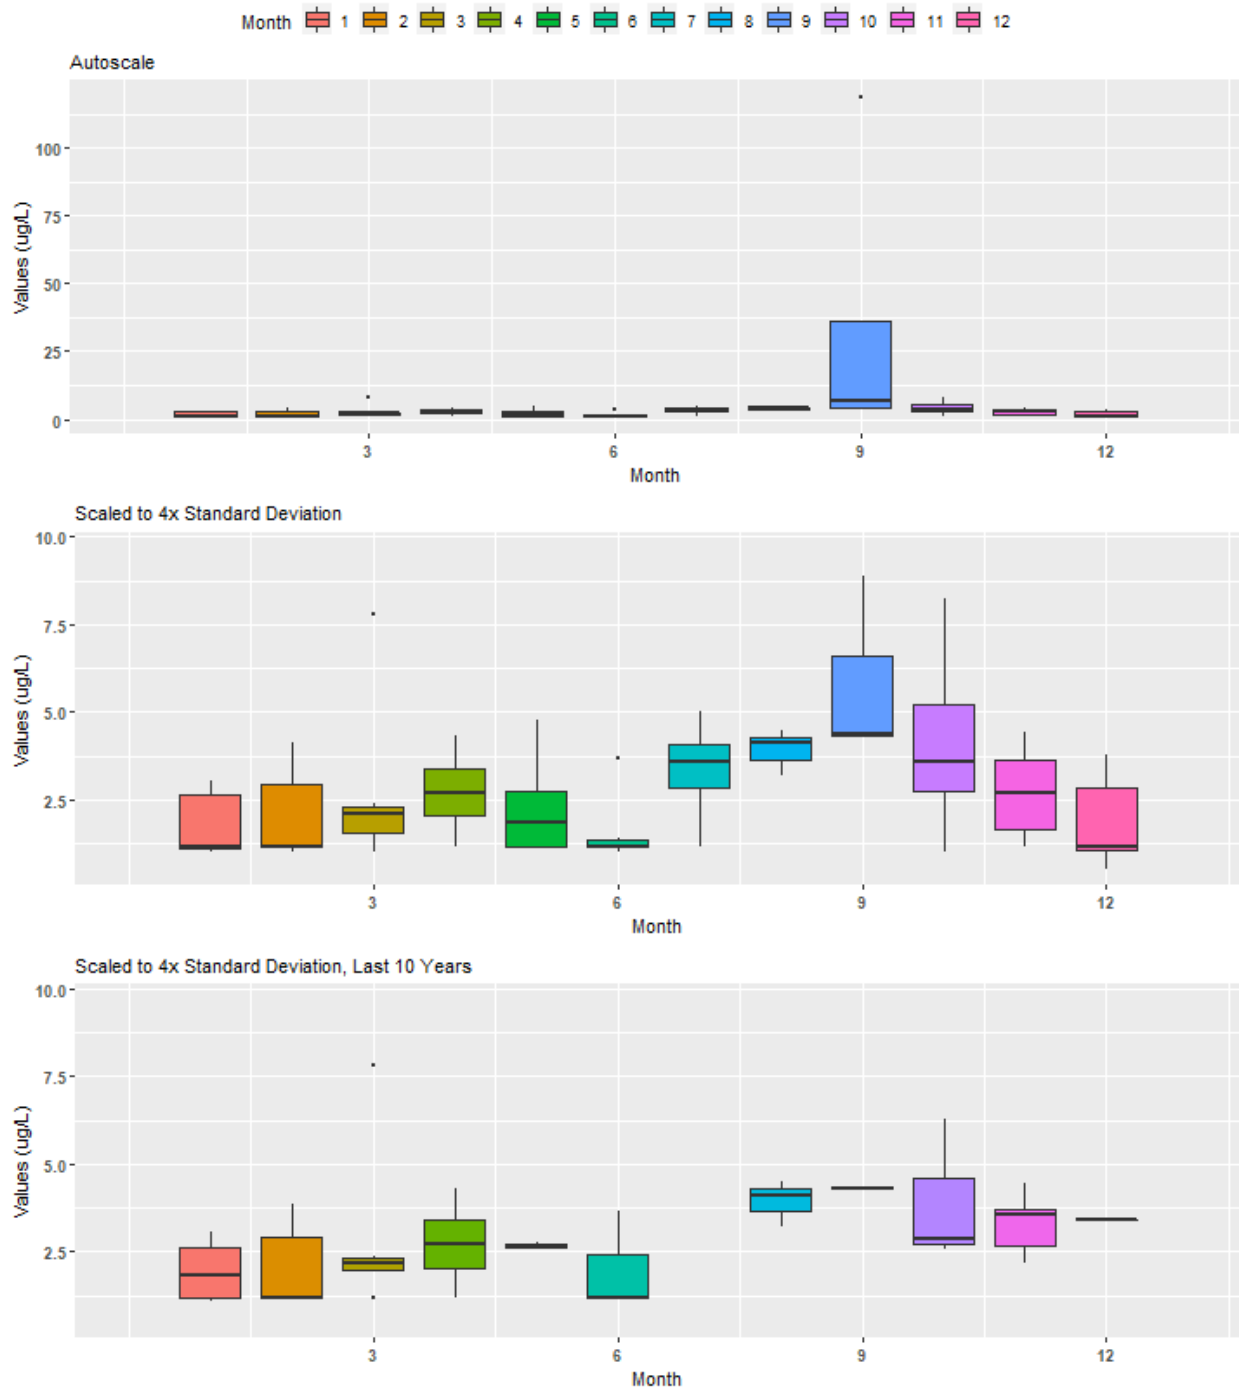 Month 1 2 3 4 5 6 7 8 9 10 11 12
Autoscale
100
75
50
25
0
Values (ug/L)
3 6 9 12
Month
Scaled to 4x Standard Deviation
10.0
7.5
5.0
2.5
Values (ug/L)
3 6 9 12
Month
Scaled to 4x Standard Deviation, Last 10 Years
10.0
7.5
5.0
2.5
Values (ug/L)
3 6 9 12
Month